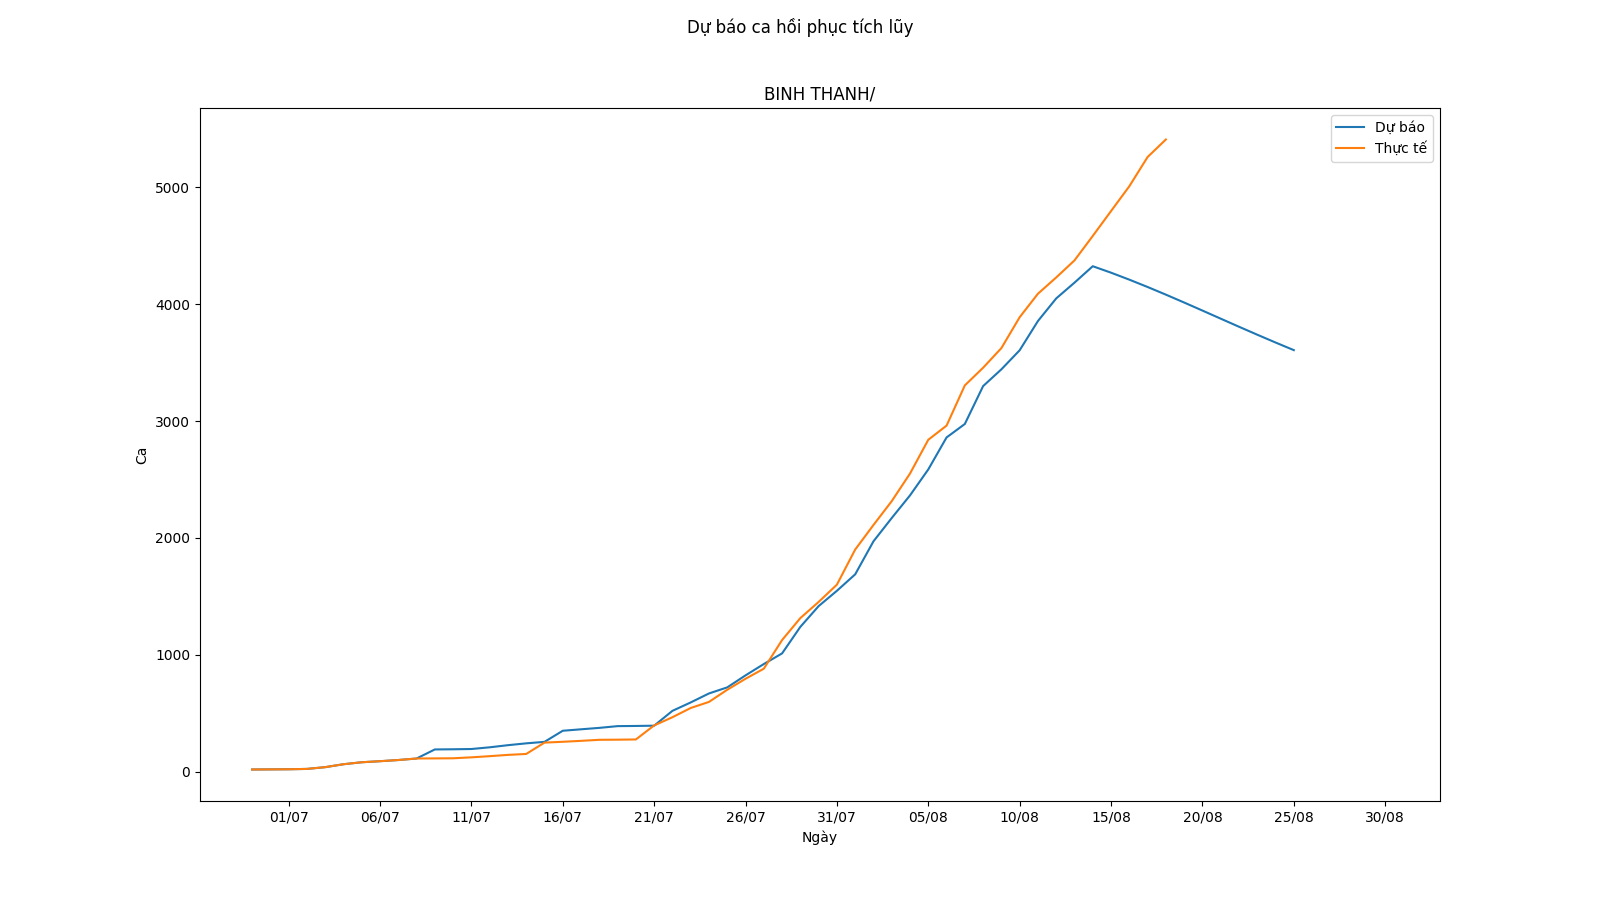 Dự báo ca hồi phục tích lũy
BINH THANH/
Dự báo
Thực tế
5000
4000
3000
2000
1000
0
Ca
01/07 06/07 11/07 16/07 21/07 26/07 31/07 05/08 10/08 15/08 20/08 25/08 30/08
Ngày